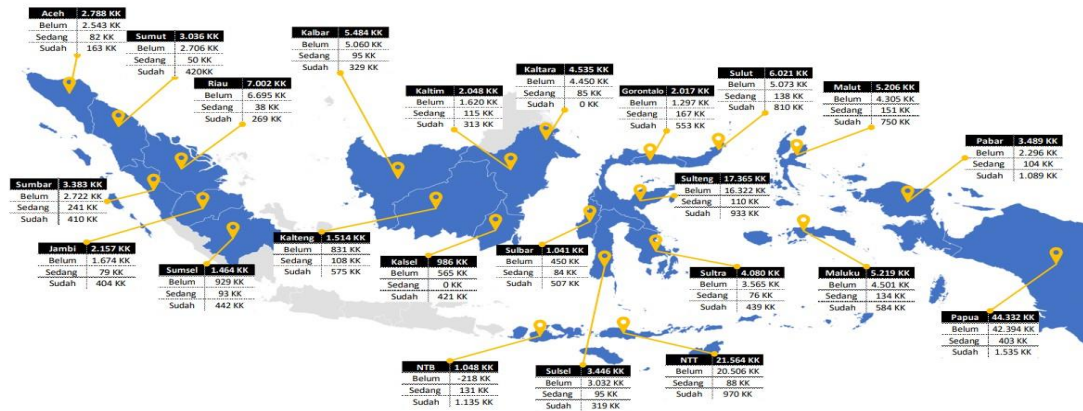 Aceh 2.788 KK
Belum 2.543 KK
Sedang 82 KK
Sudah 163 KK
Sumut 3.036 KK
Belum 2.706 KK
Sedang 50 KK
Sudah 420KK
Riau 7.002 KK
Belum 6.695 KK
Sedang 38 KK
Sudah 269 KK
Kalbar 5.484 KK
Belum 5.060 KK
Sedang 95 KK
Sudah 329 KK
Kaltim 2.048 KK
Belum 1.620 KK
Sedang 115 KK
Sudah 313 KK
Kaltara 4.535 KK
Belum 4.450 KK
Sedang 85 KK
Sudah 0 KK
Gorontalo 2.017 KK
Belum 1.297 KK
Sedang 167 KK
Sudah 553 KK
Sulut 6.021 KK
Belum 5.073 KK
Sedang 138 KK
Sudah 810 KK
Malut 5.206 KK
Belum 4.305 KK
Sedang 151 KK
Sudah 750 KK
Pabar 3.489 KK
Belum 2.296 KK
Sedang 104 KK
Sudah 1.089 KK
Sumbar 3.383 KK
Belum 2.722 KK
Sedang 241 KK
Sudah 410 KK
Sulteng 17.365 KK
Belum 16.322 KK
Sedang 110 KK
Sudah 933 KK
Jambi 2.157 KK
Belum 1.674 KK
Sedang 79 KK
Sudah 404 KK
Sumsel 1.464 KK
Belum 929 KK
Sedang 93 KK
Sudah 442 KK
Kalteng 1.514 KK
Belum 831 KK
Sedang 108 KK
Sudah 575 KK
Kalsel 986 KK
Belum 565 KK
Sedang 0 KK
Sudah 421 KK
Sulbar 1.041 KK
Belum 450 KK
Sedang 84 KK
Sudah 507 KK
Sultra 4.080 KK
Belum 3.565 KK
Sedang 76 KK
Sudah 439 KK
Maluku 5.219 KK
Belum 4.501 KK
Sedang 134 KK
Sudah 584 KK
Papua 44.332 KK
Belum 42.394 KK
Sedang 403 KK
Sudah 1.535 KK
NTB 1.048 KK
Belum -218 KK
Sedang 131 KK
Sudah 1.135 KK
Sulsel 3.446 KK
Belum 3.032 KK
Sedang 95 KK
Sudah 319 KK
NTT 21.564 KK
Belum 20.506 KK
Sedang 88 KK
Sudah 970 KK